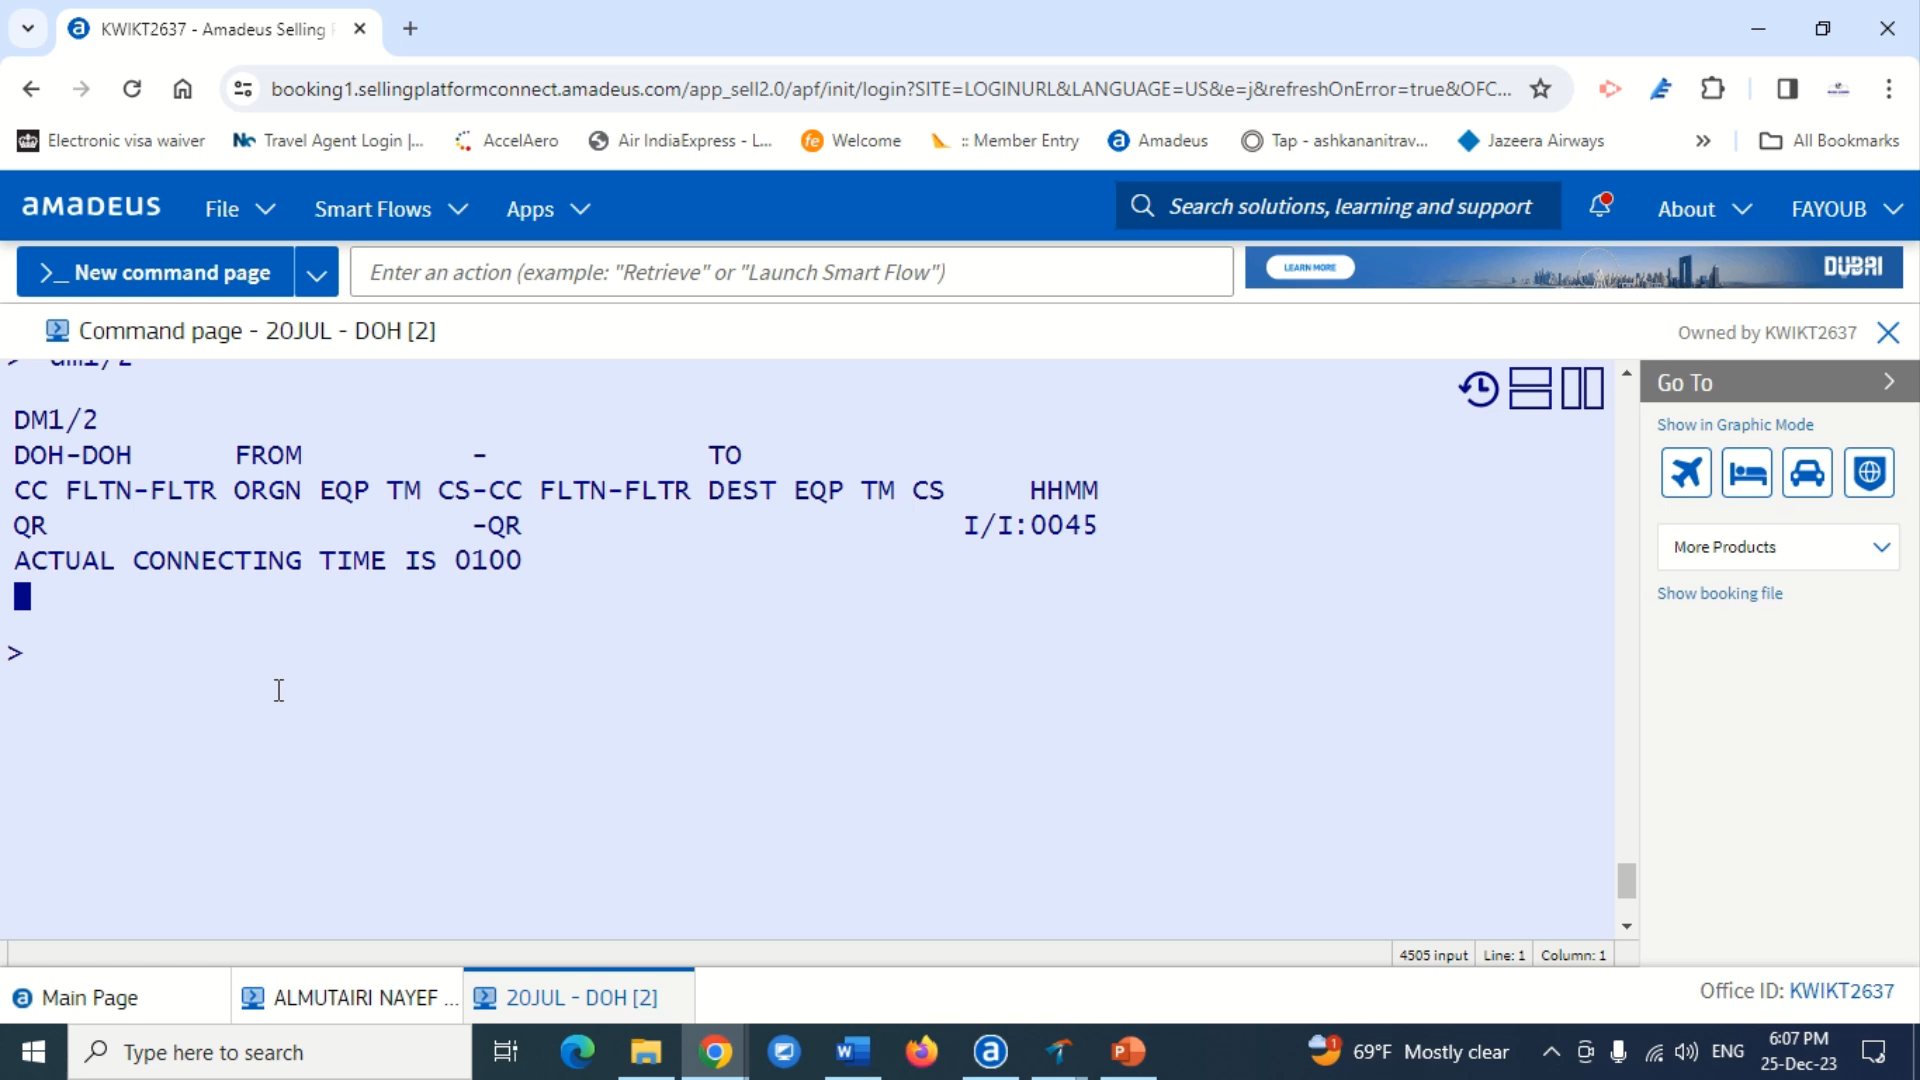 KWIKT2637 - Amadeus Selling
booking1.sellingplatformconnect.amadeus.com/app_sell2.0/apf/init/login?SITE=LOGINURL&LANGUAGE=US&e=j&refreshOnError=true&OFC...
Electronic visa waiver Travel Agent Login |... AccelAero Air IndiaExpress - L... Welcome :: Member Entry Amadeus Tap - ashkananitrav... Jazeera Airways » All Bookmarks
amadeus File Smart Flows Apps Search solutions, learning and support About FAYOUB
>_ New command page Enter an action (example: "Retrieve" or "Launch Smart Flow") LEARN MORE DUBAI
Command page - 20JUL - DOH [2] Owned by KWIKT2637
> dm1/2
Go To
DM1/2
Show in Graphic Mode
DOH-DOH FROM - TO
CC FLTN-FLTR ORGN EQP TM CS-CC FLTN-FLTR DEST EQP TM CS HHMM
QR -QR I/I:0045
More Products
ACTUAL CONNECTING TIME IS 0100
Show booking file
>
4505 input Line: 1 Column: 1
Main Page ALMUTAIRI NAYEF ... 20JUL - DOH [2] Office ID: KWIKT2637
Type here to search 69°F Mostly clear ENG 6:07 PM
25-Dec-23